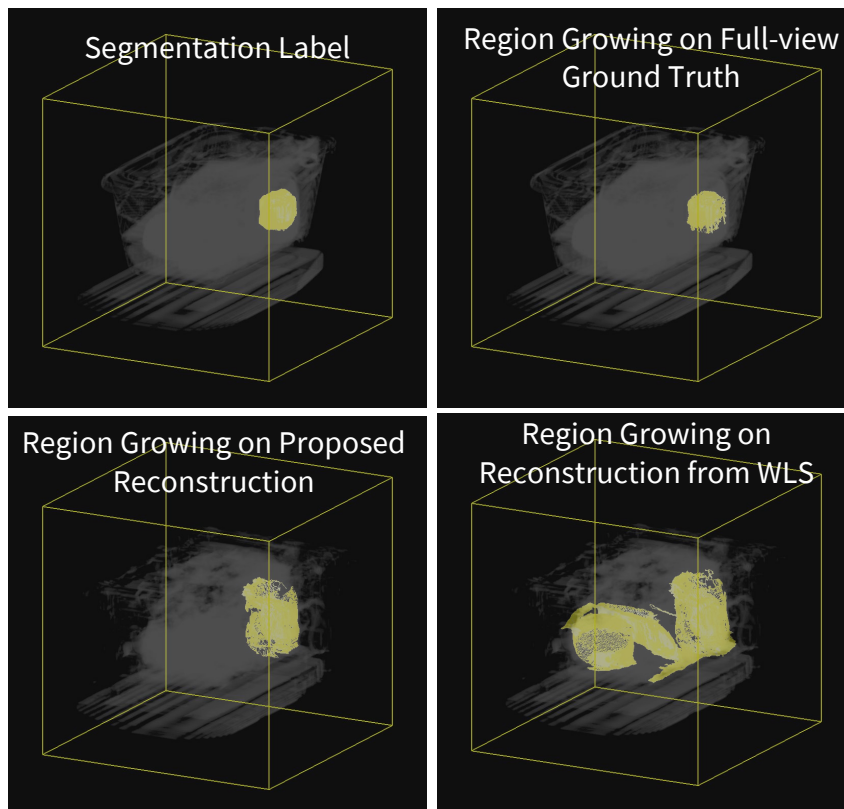 Segmentation Label
Region Growing on Full-view
Ground Truth
Region Growing on Proposed
Reconstruction
Region Growing on
Reconstruction from WLS